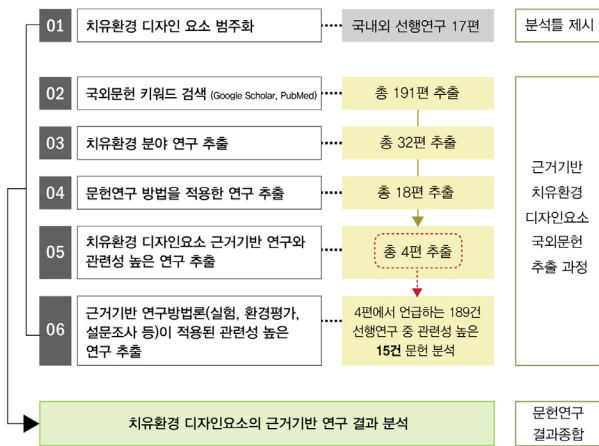 01
치유환경 디자인 요소 범주화
국내외 선행연구 17편
분석틀 제시
02
국외문헌 키워드 검색 (Google Scholar, PubMed)
총 191편 추출
03
치유환경 분야 연구 추출
총 32편 추출
04
문헌연구 방법을 적용한 연구 추출
총 18편 추출
05
치유환경 디자인요소 근거기반 연구와
관련성 높은 연구 추출
총 4편 추출
06
근거기반 연구방법론(실험, 환경평가,
설문조사 등)이 적용된 관련성 높은
연구 추출
4편에서 언급하는 189건
선행연구 중 관련성 높은
15건 문헌 분석
근거기반
치유환경
디자인요소
국외문헌
추출 과정
치유환경 디자인요소의 근거기반 연구 결과 분석
문헌연구
결과종합